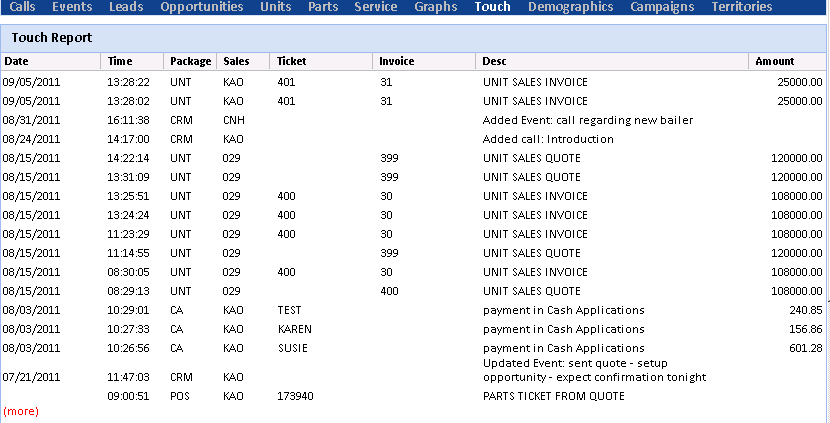 Calls Events Leads Opportunities Units Parts Service Graphs Touch Demographics Campaigns Territories
Touch Report
Date Time Package Sales Ticket Invoice Desc Amount
09/05/2011 13:28:22 UNT KAO 401 31 UNIT SALES INVOICE 25000.00
09/05/2011 13:28:02 UNT KAO 401 31 UNIT SALES INVOICE 25000.00
08/31/2011 16:11:38 CRM CNH Added Event: call regarding new bailer
08/24/2011 14:17:00 CRM KAO Added call: Introduction
08/15/2011 14:22:14 UNT 029 399 UNIT SALES QUOTE 120000.00
08/15/2011 13:31:09 UNT 029 399 UNIT SALES QUOTE 120000.00
08/15/2011 13:25:51 UNT 029 400 30 UNIT SALES INVOICE 108000.00
08/15/2011 13:24:24 UNT 029 400 30 UNIT SALES INVOICE 108000.00
08/15/2011 11:23:29 UNT 029 400 30 UNIT SALES INVOICE 108000.00
08/15/2011 11:14:55 UNT 029 399 UNIT SALES QUOTE 120000.00
08/15/2011 08:30:05 UNT 029 400 30 UNIT SALES INVOICE 108000.00
08/15/2011 08:29:13 UNT 029 400 UNIT SALES QUOTE 108000.00
08/03/2011 10:29:01 CA KAO TEST payment in Cash Applications 240.85
08/03/2011 10:27:33 CA KAO KAREN payment in Cash Applications 156.86
08/03/2011 10:26:56 CA KAO SUSIE payment in Cash Applications 601.28
Updated Event: sent quote - setup
07/21/2011 11:47:03 CRM KAO opportunity - expect confirmation tonight
09:00:51 POS KAO 173940 PARTS TICKET FROM QUOTE
(more)